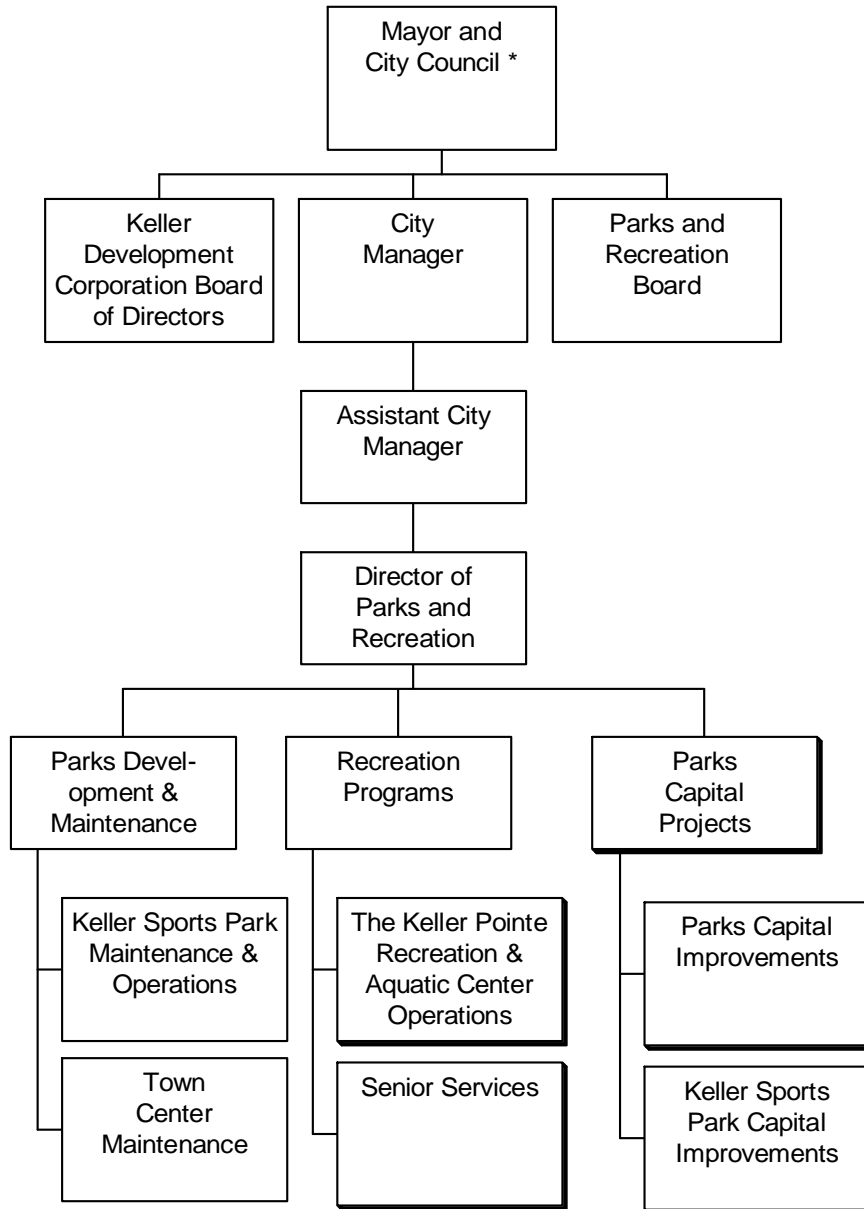 Mayor and
City Council *
Keller
Development
Corporation Board
of Directors
City
Manager
Parks and
Recreation
Board
Assistant City
Manager
Director of
Parks and
Recreation
Parks Devel-
opment &
Maintenance
Recreation
Programs
Parks
Capital
Projects
Keller Sports Park
Maintenance &
Operations
The Keller Pointe
Recreation &
Aquatic Center
Operations
Parks Capital
Improvements
Town
Center
Maintenance
Senior Services
Keller Sports
Park Capital
Improvements